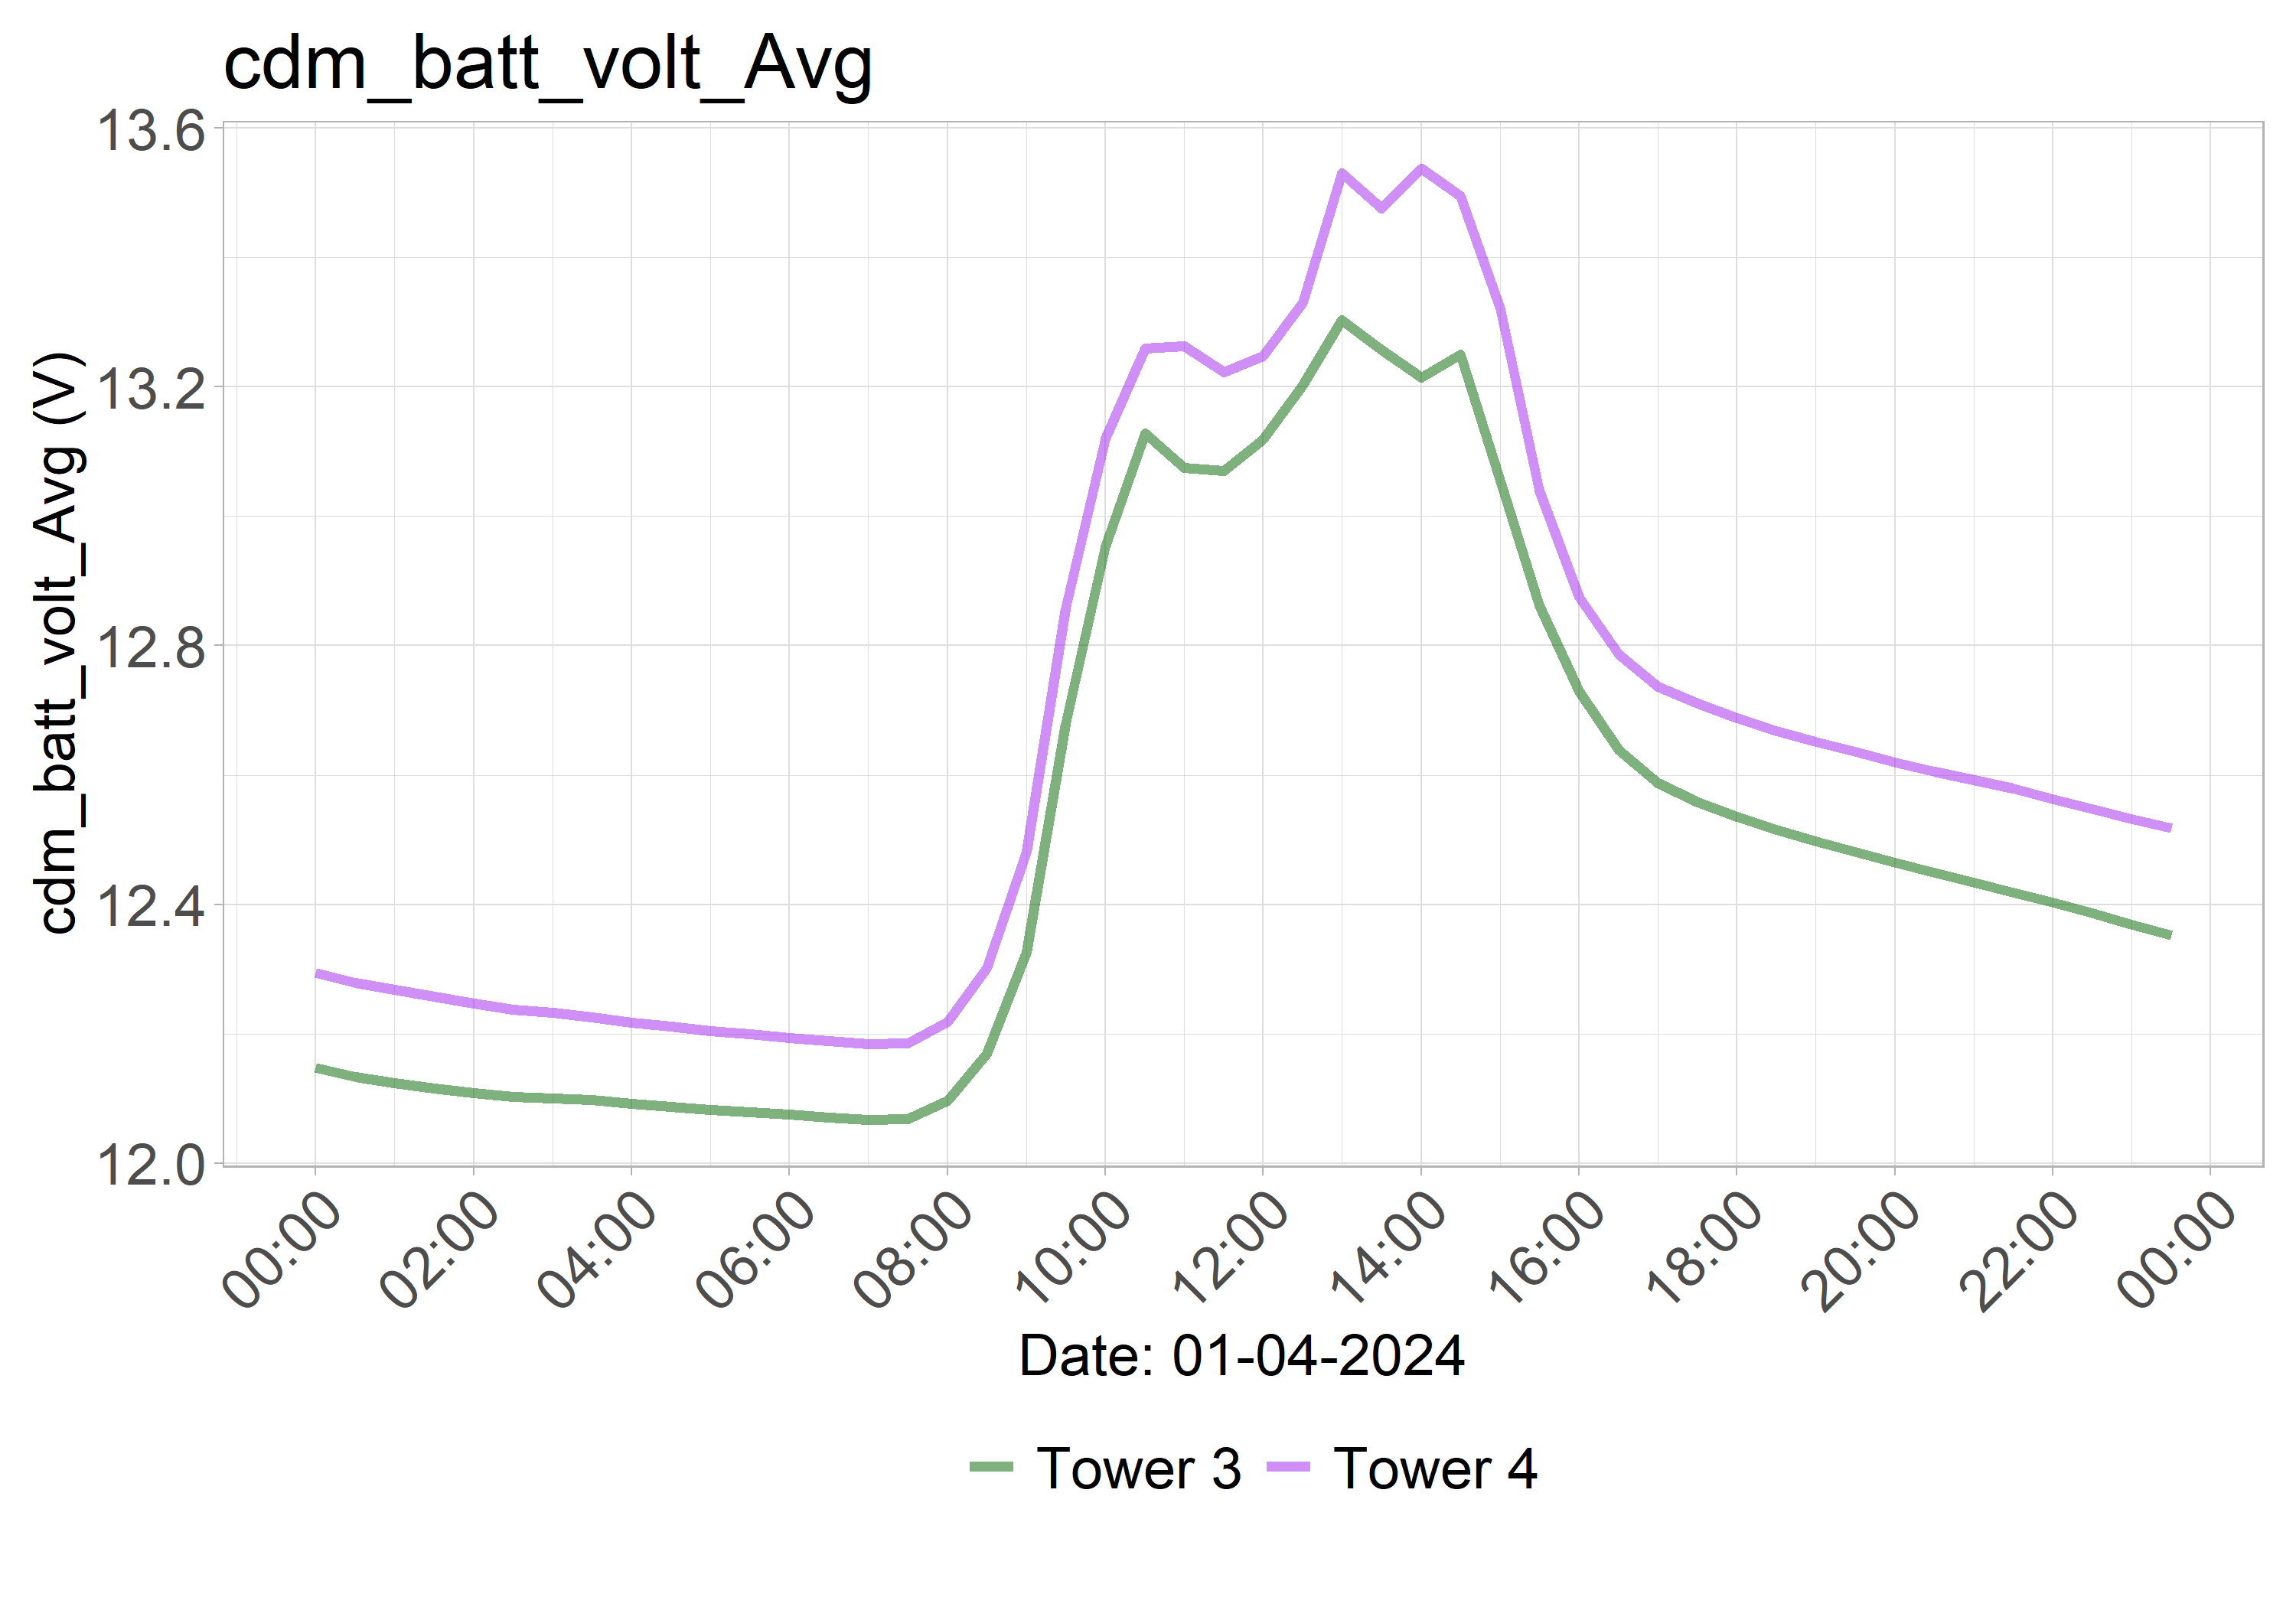 cdm_batt_volt_Avg
cdm_batt_volt_Avg (V)
13.6
13.2
12.8
12.4
12.0
00:00 02:00 04:00 06:00 08:00 10:00 12:00 14:00 16:00 18:00 20:00 22:00 00:00
Date: 01-04-2024
Tower 3 Tower 4